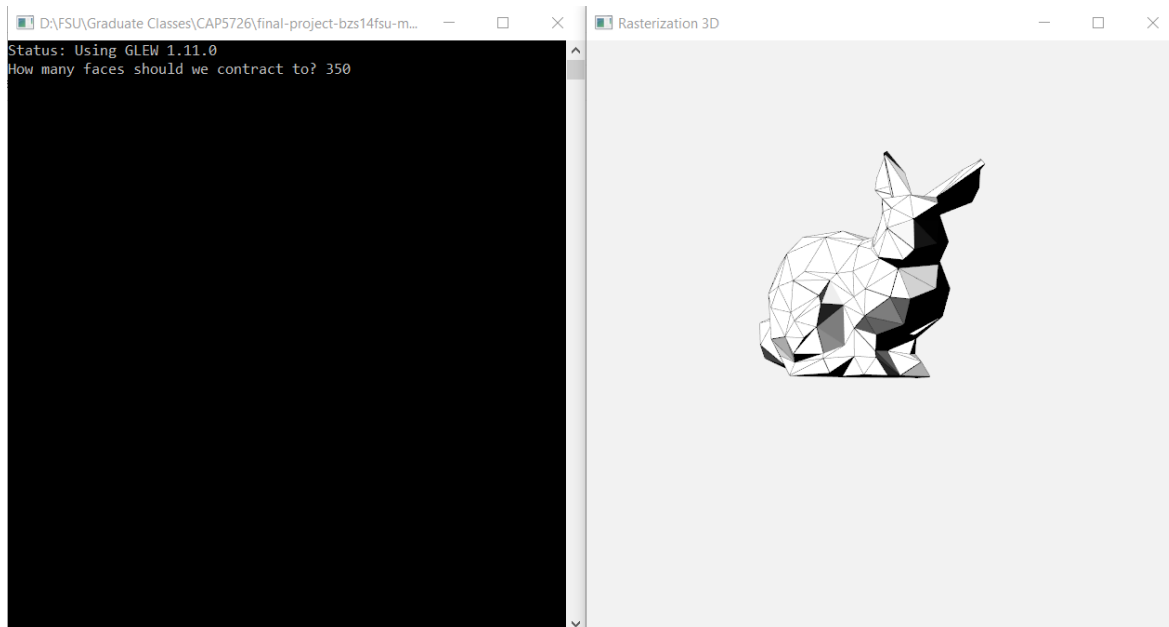 D:\FSU\Graduate Classes\CAP5726\final-project-bzs14fsu-m...
Status: Using GLEW 1.11.0
How many faces should we contract to? 350
Rasterization 3D